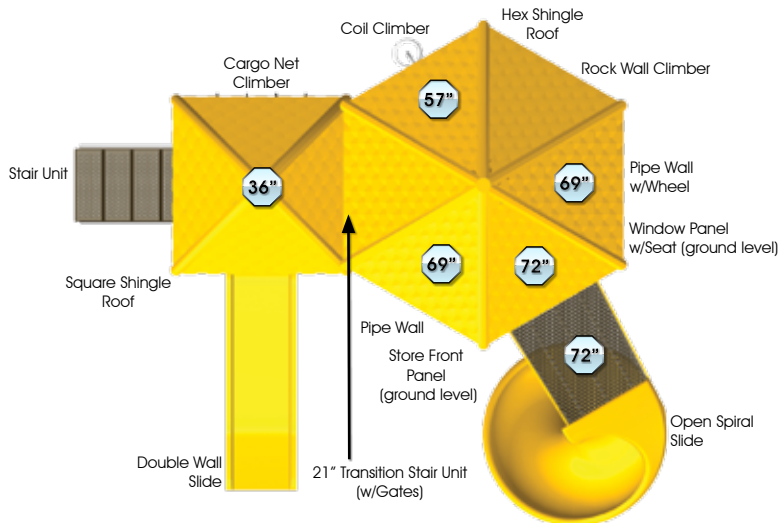 Hex Shingle
Roof
Coil Climber
Cargo Net
Climber
Rock Wall Climber
57”
Stair Unit
36”
69”
Pipe Wall
w/Wheel
Window Panel
w/Seat (ground level)
69”
72”
Square Shingle
Roof
Pipe Wall
Store Front
Panel
(ground level)
72”
Open Spiral
Slide
Double Wall
Slide
21” Transition Stair Unit
(w/Gates)